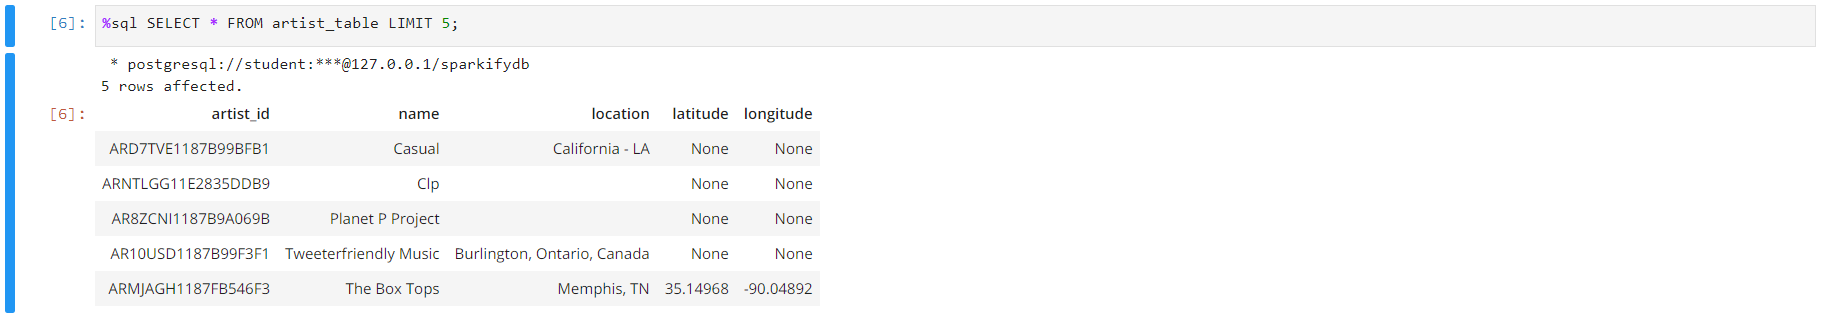 [6]: %sql SELECT * FROM artist_table LIMIT 5;
* postgresql://student:***@127.0.0.1/sparkifydb
5 rows affected.
[6]: artist_id name location latitude longitude
ARD7TVE1187B99BFB1 Casual California - LA None None
ARNTLGG11E2835DDB9 Clp None None
AR8ZCNI1187B9A069B Planet P Project None None
AR10USD1187B99F3F1 Tweeterfriendly Music Burlington, Ontario, Canada None None
ARMJAGH1187FB546F3 The Box Tops Memphis, TN 35.14968 -90.04892